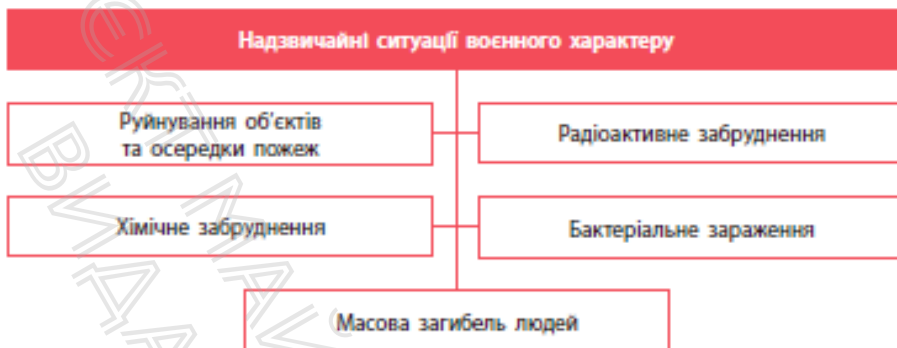 Надзвичайні ситуації воєнного характеру
Руйнування об'єктів
та осередки пожеж
Радіоактивне забруднення
Хімічне забруднення
Бактеріальне зараження
Масова загибель людей